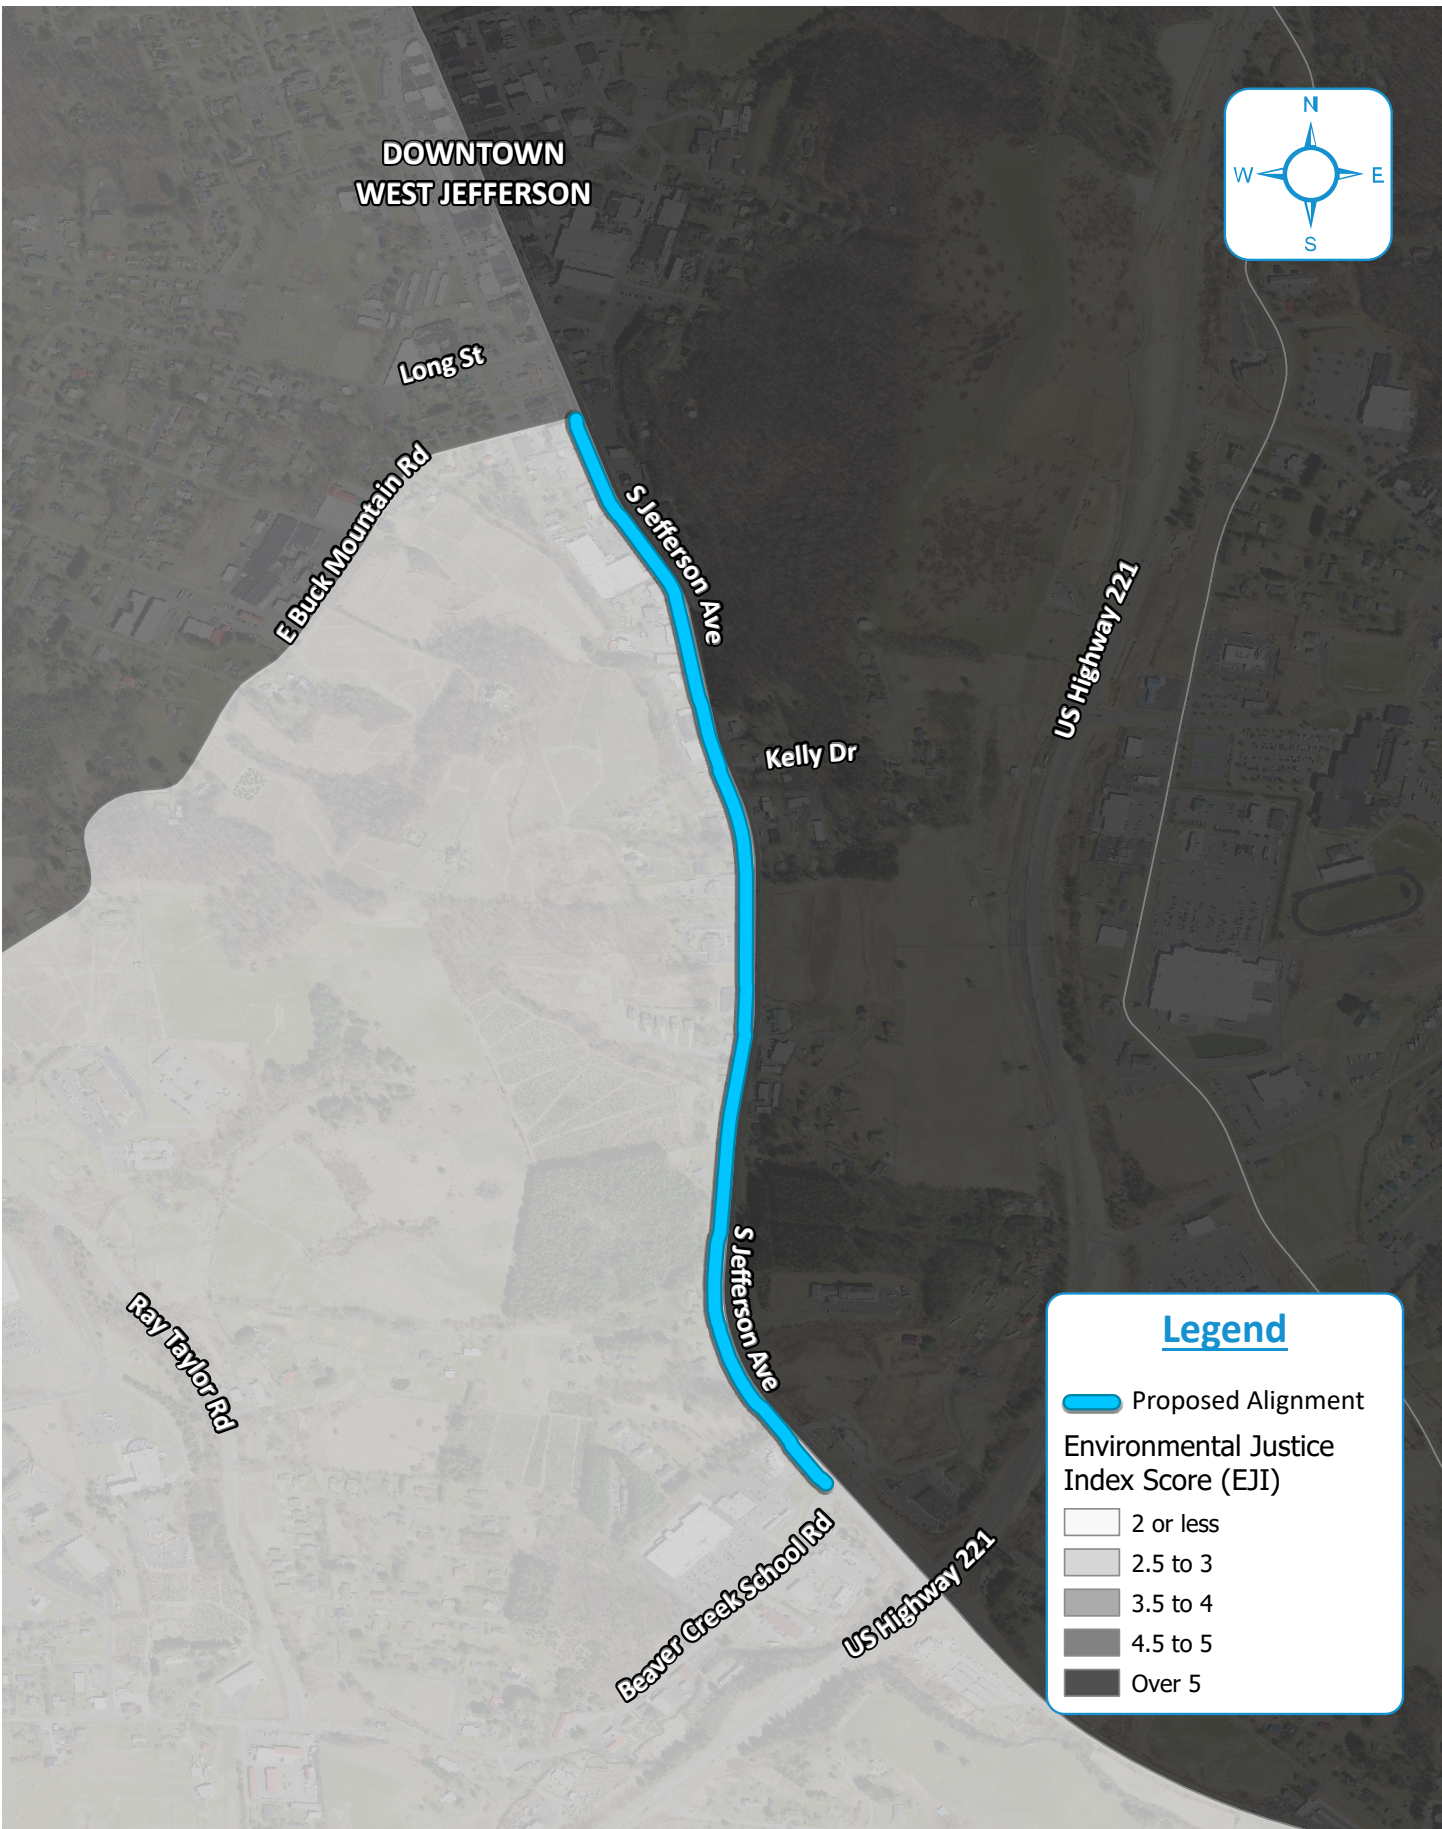 N
W
E
S
DOWNTOWN
WEST JEFFERSON
Long St
E Buck Mountain Rd
S Jefferson Ave
US Highway 221
Kelly Dr
S Jefferson Ave
Ray Taylor Rd
Beaver Creek School Rd
US Highway 221
Legend
Proposed Alignment
Environmental Justice
Index Score (EJI)
2 or less
2.5 to 3
3.5 to 4
4.5 to 5
Over 5